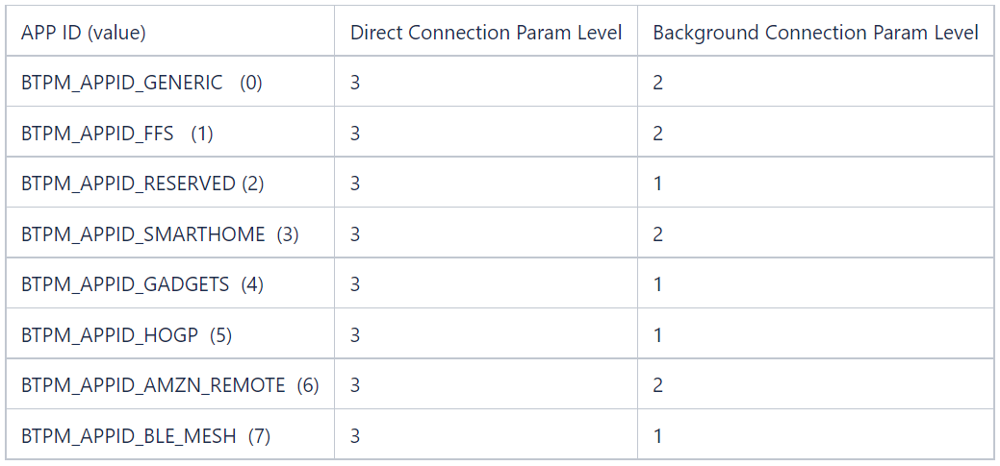 APP ID (value) Direct Connection Param Level Background Connection Param Level
BTPM_APPID_GENERIC (0) 3 2
BTPM_APPID_FFS (1) 3 2
BTPM_APPID_RESERVED (2) 3 1
BTPM_APPID_SMARTHOME (3) 3 2
BTPM_APPID_GADGETS (4) 3 1
BTPM_APPID_HOGP (5) 3 1
BTPM_APPID_AMZN_REMOTE (6) 3 2
BTPM_APPID_BLE_MESH (7) 3 1